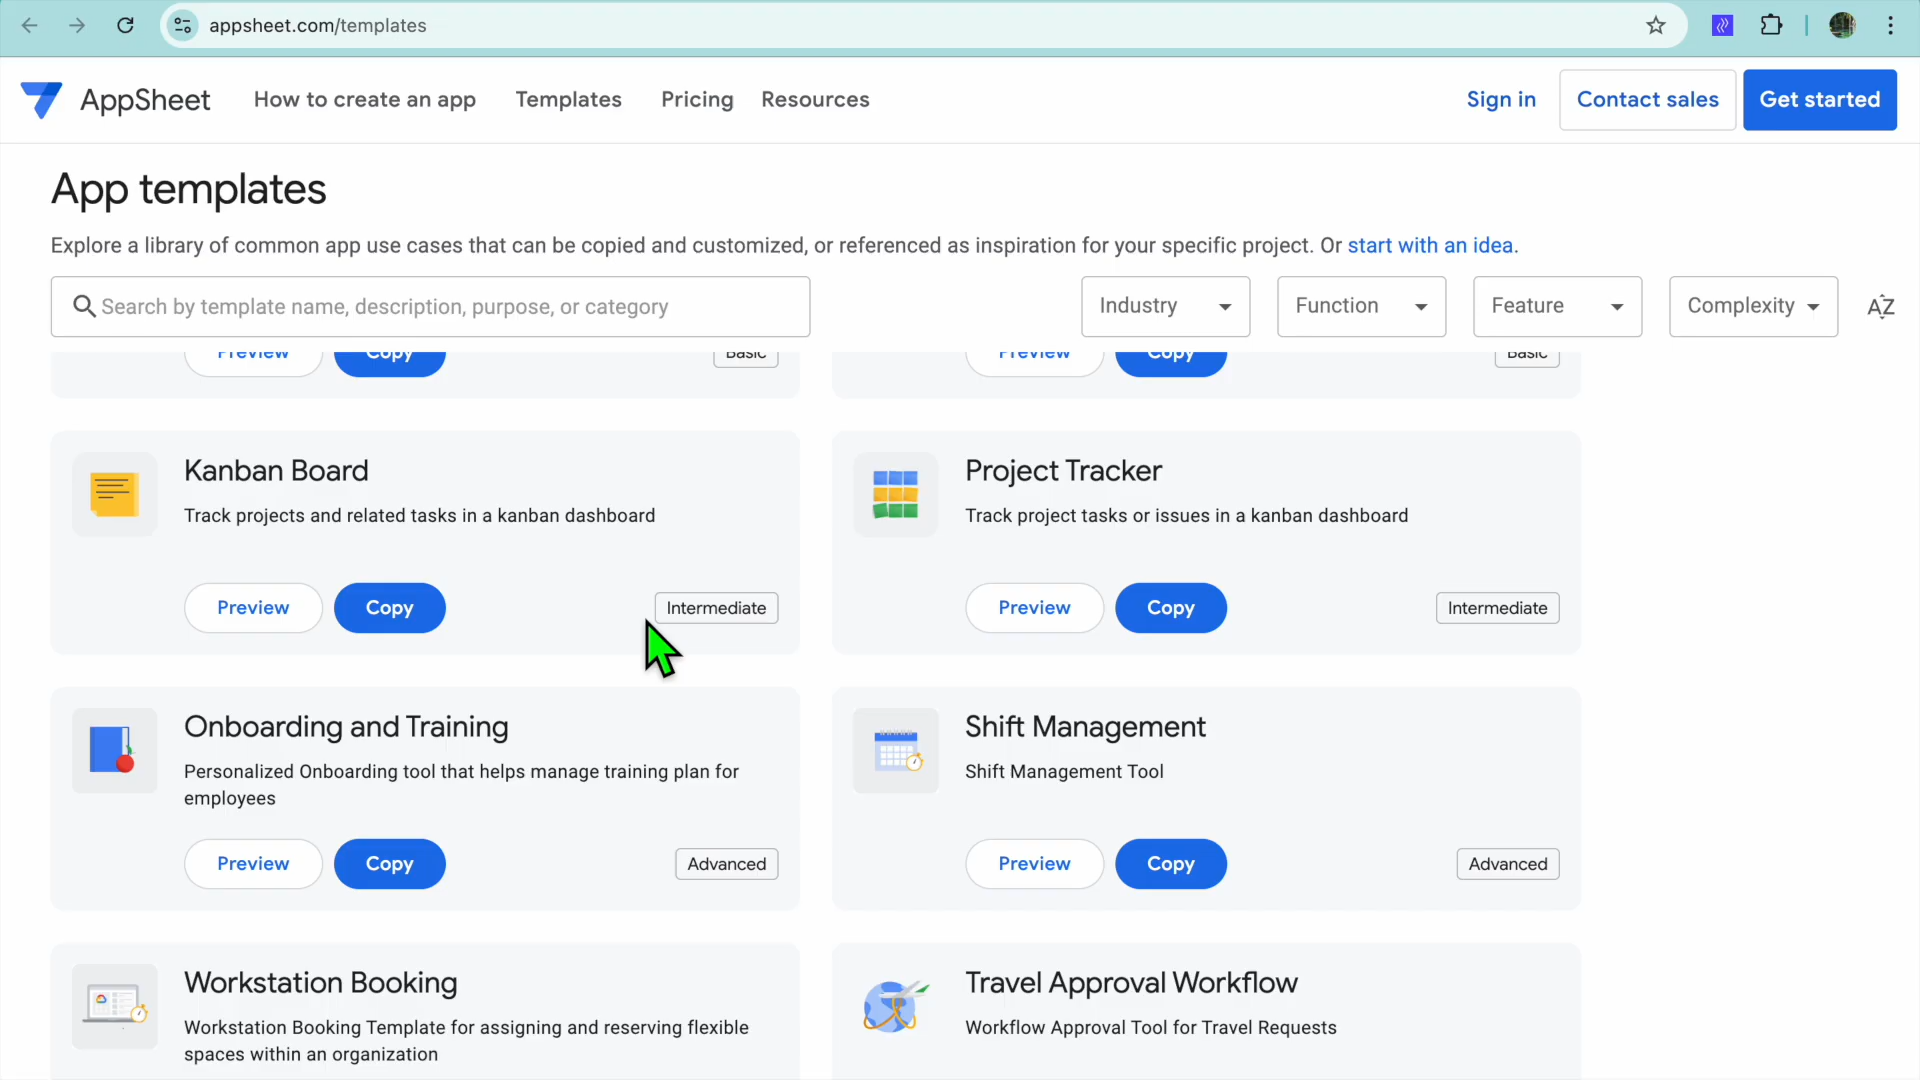 appsheet.com/templates
AppSheet
How to create an app
Templates
Pricing
Resources
Sign in
Contact sales
Get started
App templates
Explore a library of common app use cases that can be copied and customized, or referenced as inspiration for your specific project. Or start with an idea.
Search by template name, description, purpose, or category
Industry
Function
Feature
Complexity
AZ
Preview
Copy
Basic
Preview
Copy
Basic
Kanban Board
Track projects and related tasks in a kanban dashboard
Preview
Copy
Intermediate
Project Tracker
Track project tasks or issues in a kanban dashboard
Preview
Copy
Intermediate
Onboarding and Training
Personalized Onboarding tool that helps manage training plan for
employees
Preview
Copy
Advanced
Shift Management
Shift Management Tool
Preview
Copy
Advanced
Workstation Booking
Workstation Booking Template for assigning and reserving flexible
spaces within an organization
Travel Approval Workflow
Workflow Approval Tool for Travel Requests